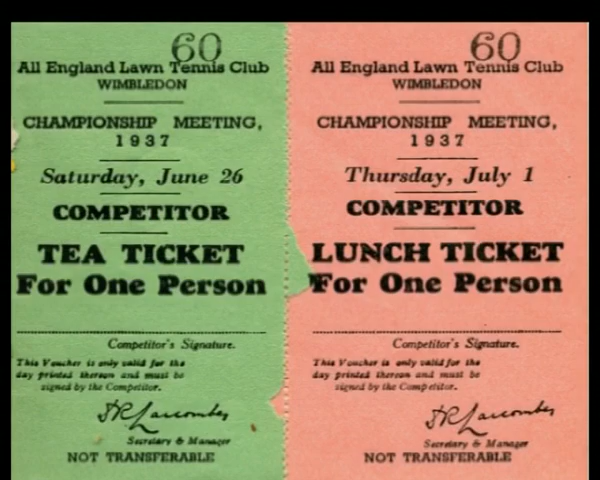 60
All England Lawn Tennis Club
WIMBLEDON
CHAMPIONSHIP MEETING,
1937
Saturday, June 26
COMPETITOR
TEA TICKET
For One Person
Competitor's Signature.
This Voucher is only valid for the
day printed thereon and must be
signed by the Competitor.
Secretary & Manager
NOT TRANSFERABLE
60
All England Lawn Tennis Club
WIMBLEDON
CHAMPIONSHIP MEETING,
1937
Thursday, July 1
COMPETITOR
LUNCH TICKET
For One Person
Competitor's Signature.
This Voucher is only valid for the
day printed thereon and must be
signed by the Competitor.
Secretary & Manager
NOT TRANSFERABLE